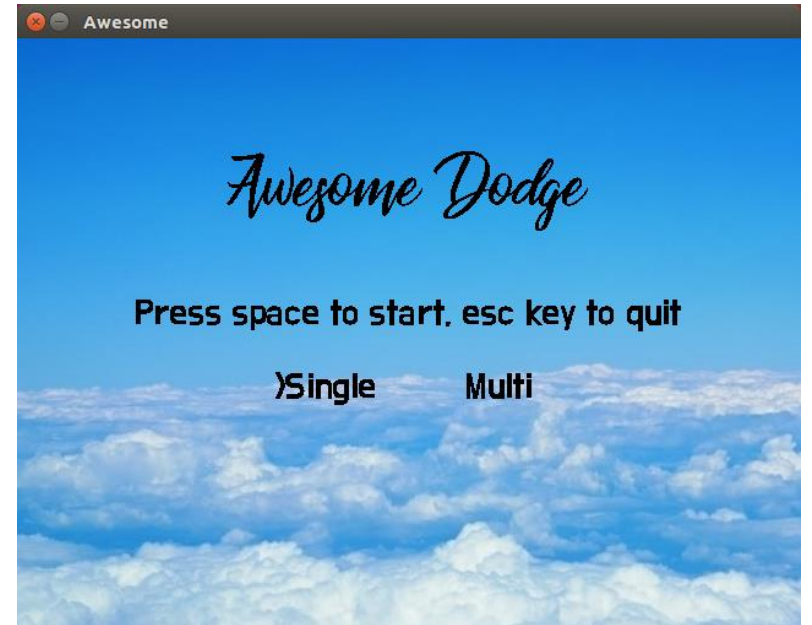 Awesome
Awesome Dodge
Press space to start, esc key to quit
>Single Multi